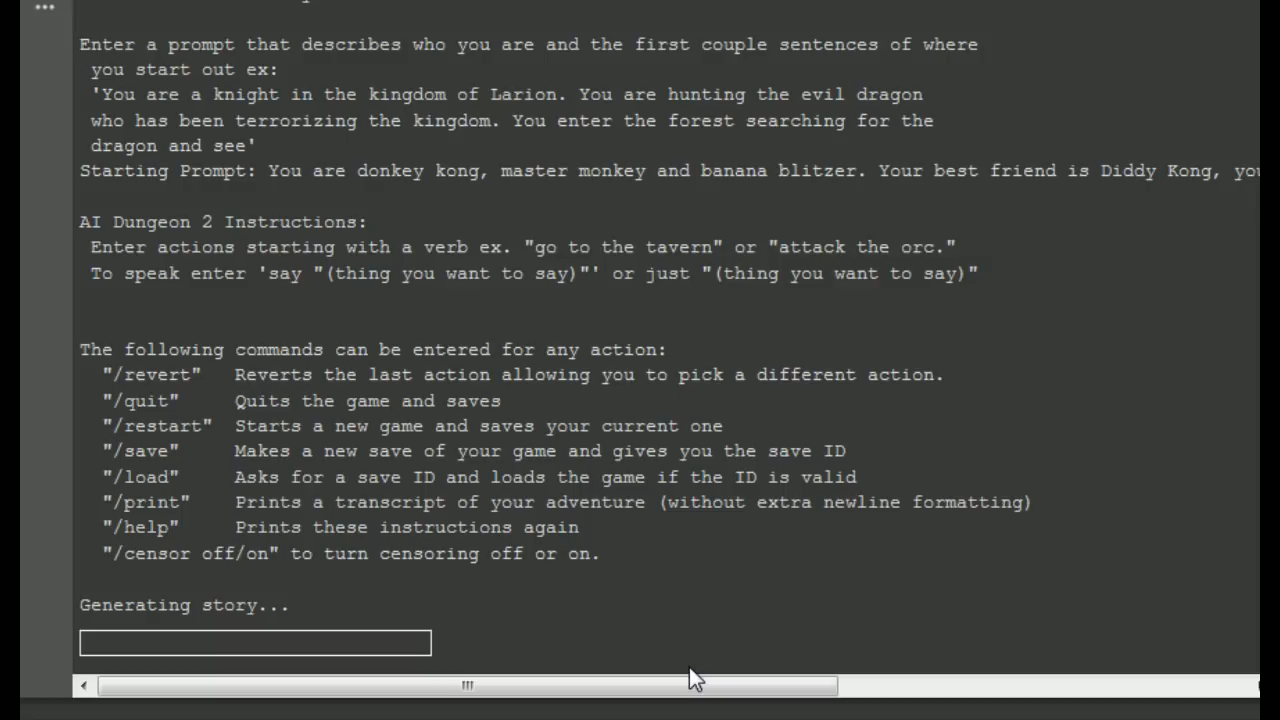 Enter a prompt that describes who you are and the first couple sentences of where
you start out ex:
'You are a knight in the kingdom of Larion. You are hunting the evil dragon
who has been terrorizing the kingdom. You enter the forest searching for the
dragon and see'
Starting Prompt: You are donkey kong, master monkey and banana blitzer. Your best friend is Diddy Kong,
AI Dungeon 2 Instructions:
Enter actions starting with a verb ex. "go to the tavern" or "attack the orc."
To speak enter 'say "(thing you want to say)"' or just "(thing you want to say)"
The following commands can be entered for any action:
"/revert" Reverts the last action allowing you to pick a different action.
"/quit" Quits the game and saves
"/restart" Starts a new game and saves your current one
"/save" Makes a new save of your game and gives you the save ID
"/load" Asks for a save ID and loads the game if the ID is valid
"/print" Prints a transcript of your adventure (without extra newline formatting)
"/help" Prints these instructions again
"/censor off/on" to turn censoring off or on.
Generating story...